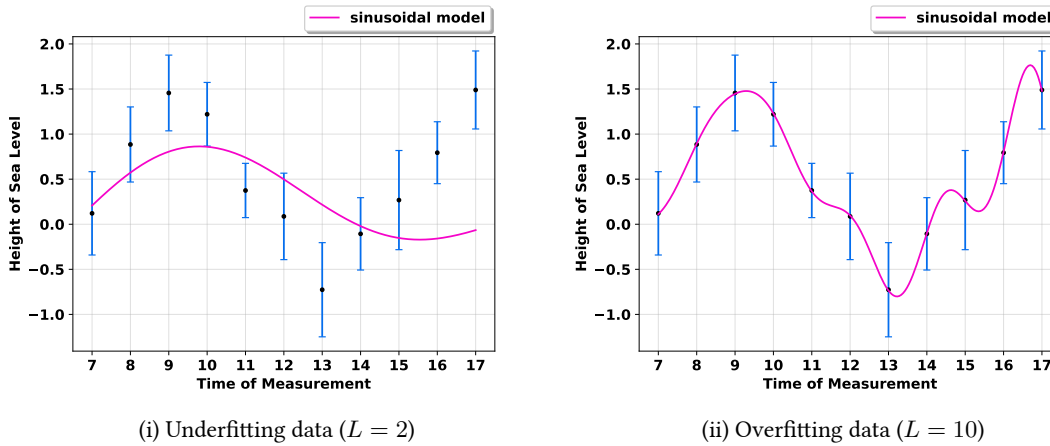 sinusoidal model
2.0
1.5
1.0
0.5
0.0
−0.5
−1.0
Height of Sea Level
7 8 9 10 11 12 13 14 15 16 17
Time of Measurement
(i) Underfitting data (L = 2)
sinusoidal model
2.0
1.5
1.0
0.5
0.0
−0.5
−1.0
Height of Sea Level
7 8 9 10 11 12 13 14 15 16 17
Time of Measurement
(ii) Overfitting data (L = 10)